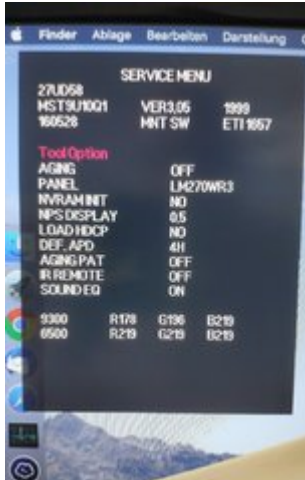 Finder Ablage Bearbeiten Darstellung
SERVICE MENU
27UD58
MST9U10Q1 VER3,05 1999
160528 MNT SW ETI 1657
Tool Option
AGING OFF
PANEL LM270WR3
NVRAM INIT NO
NPS DISPLAY 0.5
LOAD HDCP NO
DEF. APD 4H
AGING PAT OFF
IR REMOTE OFF
SOUND EQ ON
9300 R178 G196 B219
6500 R219 G219 B219